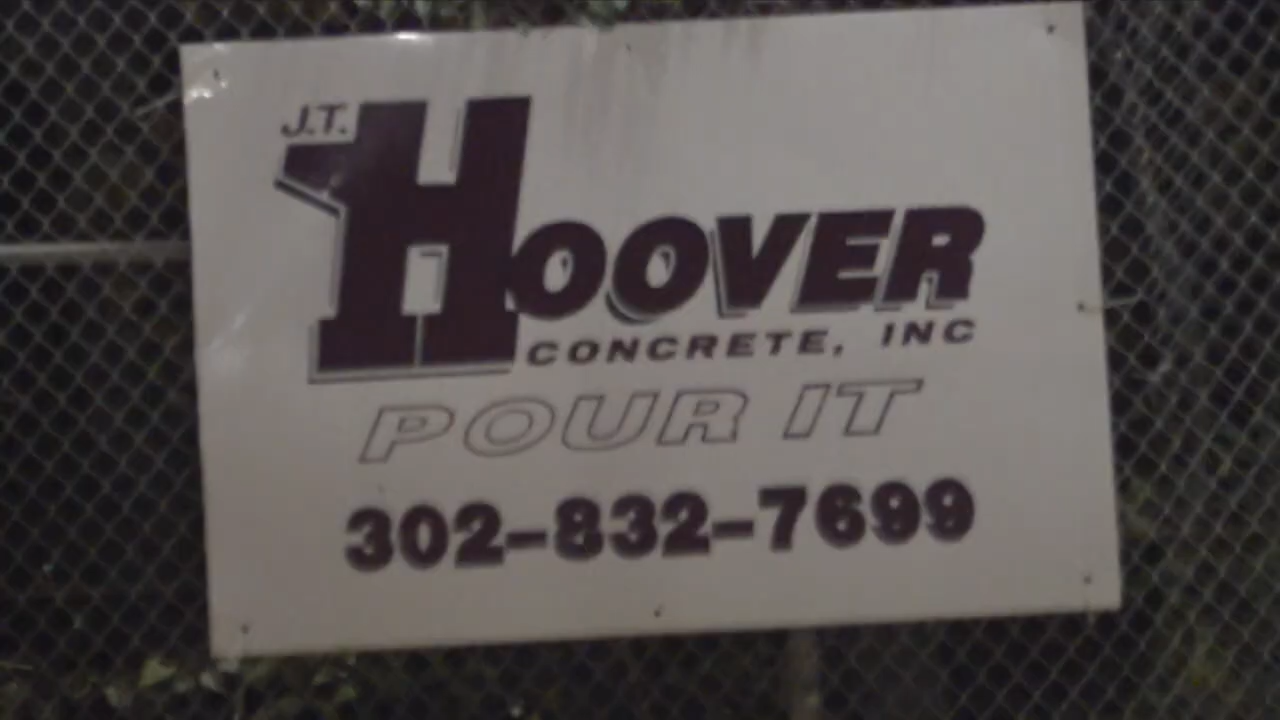 J.T.
HOOVER
CONCRETE, INC
POUR IT
302-832-7699